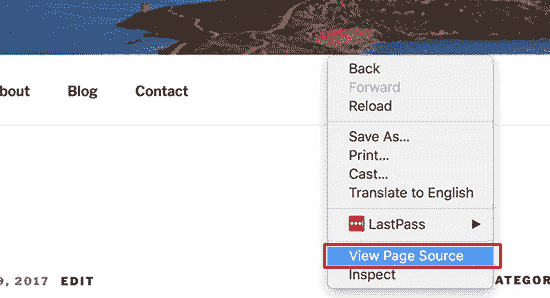 Back
Forward
Reload
bout Blog Contact
Save As...
Print...
Cast...
Translate to English
LastPass
View Page Source
9, 2017 EDIT
Inspect
ATEGOR